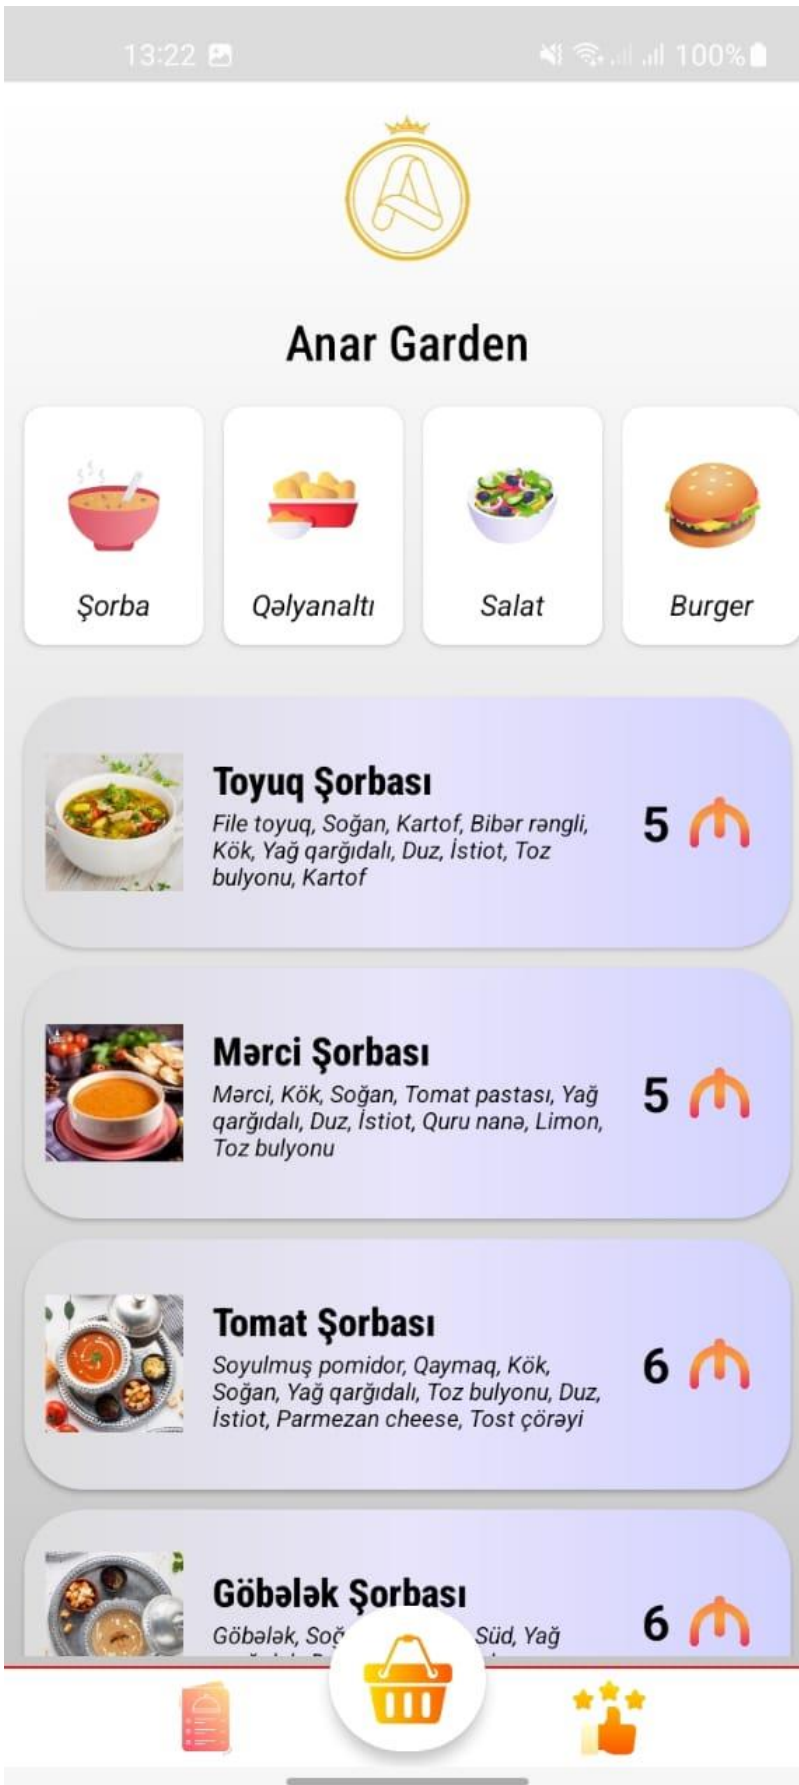 13:22
100%
Anar Garden
Şorba
Qəlyanaltı
Salat
Burger
Toyuq Şorbası
File toyuq, Soğan, Kartof, Bibər rəngli,
Kök, Yağ qarğıdalı, Duz, İstiot, Toz
bulyonu, Kartof
5
Mərci Şorbası
Mərci, Kök, Soğan, Tomat pastası, Yağ
qarğıdalı, Duz, İstiot, Quru nanə, Limon,
Toz bulyonu
5
Tomat Şorbası
Soyulmuş pomidor, Qaymaq, Kök,
Soğan, Yağ qarğıdalı, Toz bulyonu, Duz,
İstiot, Parmezan cheese, Tost çörəyi
6
Göbələk Şorbası
Göbələk, Süd, Yağ
6